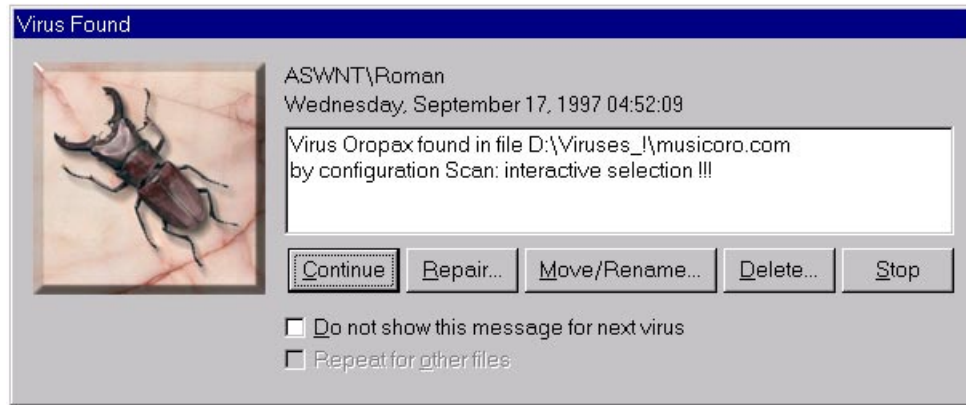 Virus Found
ASWNT\Roman
Wednesday, September 17, 1997 04:52:09
Virus Oropax found in file D:\Viruses_!\musicoro.com
by configuration Scan: interactive selection !!!
Continue
Repair...
Move/Rename...
Delete...
Stop
Do not show this message for next virus
Repeat for other files